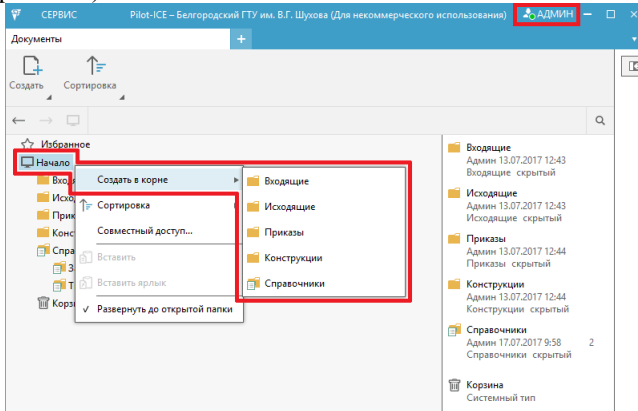 СЕРВИС Pilot-ICE – Белгородский ГТУ им. В.Г. Шухова (Для некоммерческого использования) АДМИН
Документы
Создать Сортировка
Избранное
Начало
Создать в корне
Сортировка
Совместный доступ...
Вставить
Вставить ярлык
✓ Развернуть до открытой папки
Входящие
Исходящие
Приказы
Конструкции
Справочники
Входящие
Админ 13.07.2017 12:43
Входящие скрытый
Исходящие
Админ 13.07.2017 12:43
Исходящие скрытый
Приказы
Админ 13.07.2017 12:44
Приказы скрытый
Конструкции
Админ 13.07.2017 12:44
Конструкции скрытый
Справочники
Админ 17.07.2017 9:58 2
Справочники скрытый
Корзина
Системный тип